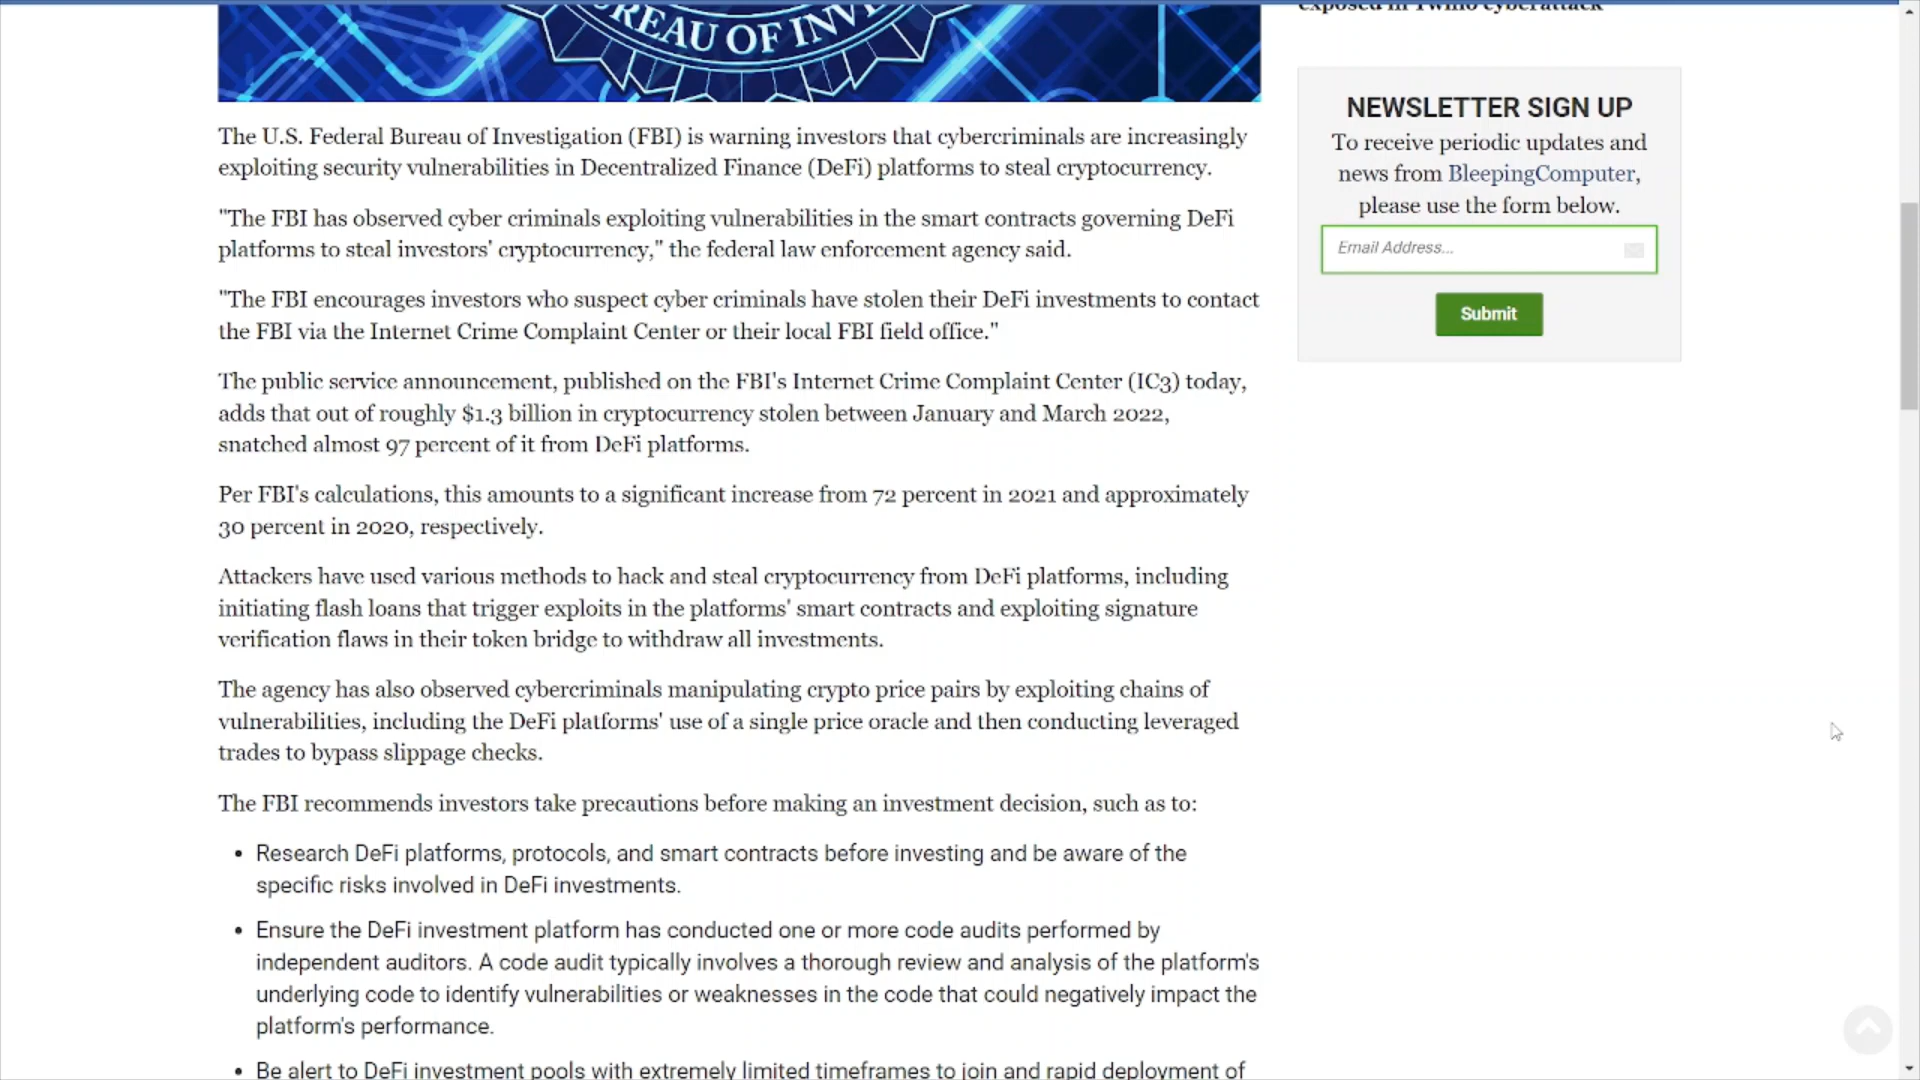 REAU OF INV
The U.S. Federal Bureau of Investigation (FBI) is warning investors that cybercriminals are increasingly
exploiting security vulnerabilities in Decentralized Finance (DeFi) platforms to steal cryptocurrency.
"The FBI has observed cyber criminals exploiting vulnerabilities in the smart contracts governing DeFi
platforms to steal investors' cryptocurrency," the federal law enforcement agency said.
"The FBI encourages investors who suspect cyber criminals have stolen their DeFi investments to contact
the FBI via the Internet Crime Complaint Center or their local FBI field office."
The public service announcement, published on the FBI's Internet Crime Complaint Center (IC3) today,
adds that out of roughly $1.3 billion in cryptocurrency stolen between January and March 2022,
snatched almost 97 percent of it from DeFi platforms.
Per FBI's calculations, this amounts to a significant increase from 72 percent in 2021 and approximately
30 percent in 2020, respectively.
Attackers have used various methods to hack and steal cryptocurrency from DeFi platforms, including
initiating flash loans that trigger exploits in the platforms' smart contracts and exploiting signature
verification flaws in their token bridge to withdraw all investments.
The agency has also observed cybercriminals manipulating crypto price pairs by exploiting chains of
vulnerabilities, including the DeFi platforms' use of a single price oracle and then conducting leveraged
trades to bypass slippage checks.
The FBI recommends investors take precautions before making an investment decision, such as to:
• Research DeFi platforms, protocols, and smart contracts before investing and be aware of the
specific risks involved in DeFi investments.
• Ensure the DeFi investment platform has conducted one or more code audits performed by
independent auditors. A code audit typically involves a thorough review and analysis of the platform's
underlying code to identify vulnerabilities or weaknesses in the code that could negatively impact the
platform's performance.
• Be alert to DeFi investment pools with extremely limited timeframes to join and rapid deployment of
exposed in Twilio cyberattack
NEWSLETTER SIGN UP
To receive periodic updates and
news from BleepingComputer,
please use the form below.
Email Address...
Submit